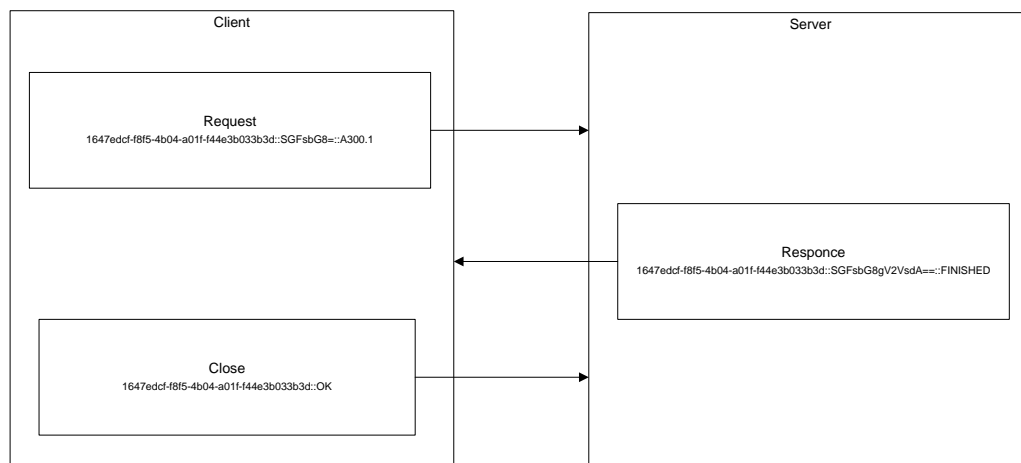 Client
Server
Request
1647edcf-f8f5-4b04-a01f-f44e3b033b3d::SGFsbG8=::A300.1
Responce
1647edcf-f8f5-4b04-a01f-f44e3b033b3d::SGFsbG8gV2VsdA==::FINISHED
Close
1647edcf-f8f5-4b04-a01f-f44e3b033b3d::OK